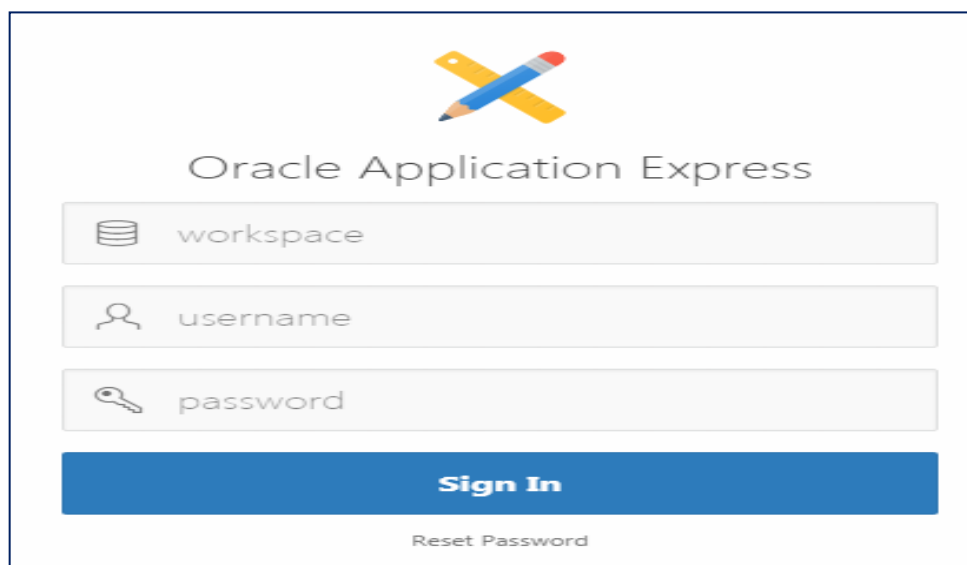 Oracle Application Express
workspace
username
password
Sign In
Reset Password